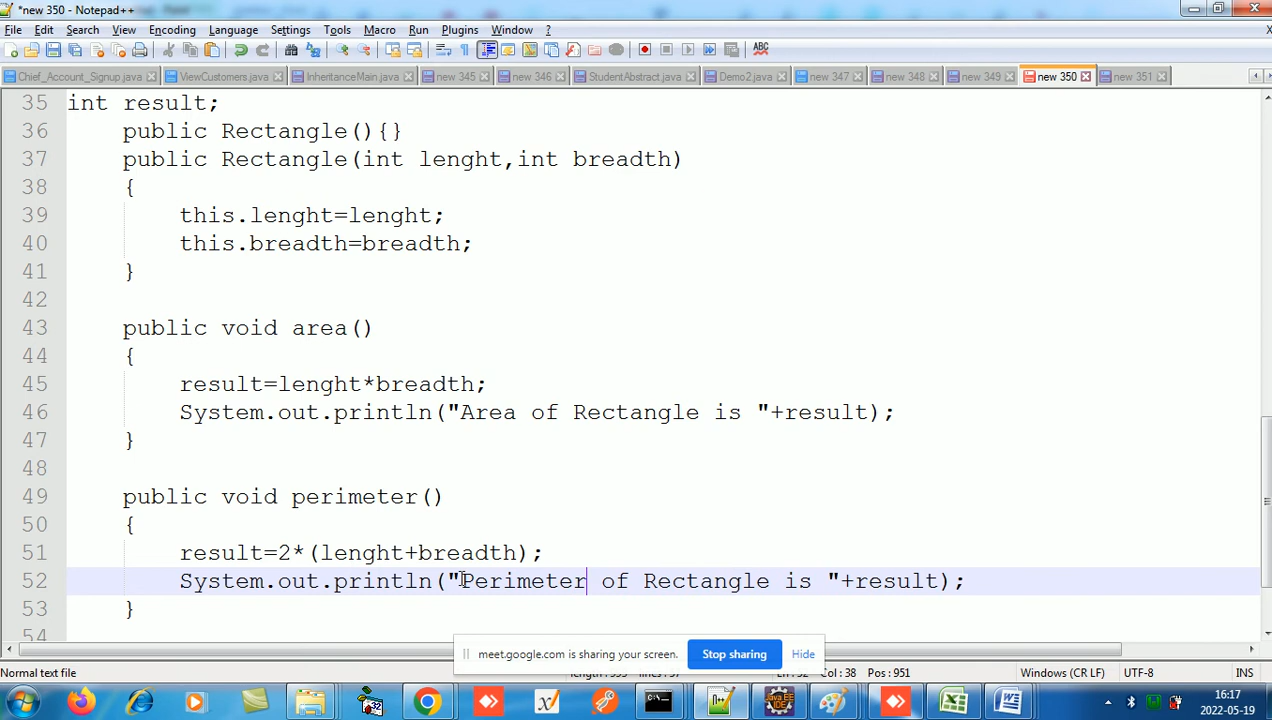 *new 350 - Notepad++
File Edit Search View Encoding Language Settings Tools Macro Run Plugins Window ? X
Chief_Account_Signup.java ViewCustomers.java InheritanceMain.java new 345 new 346 StudentAbstract.java Demo2.java new 347 new 348 new 349 new 350 new 351
35 int result;
36 public Rectangle(){}
37 public Rectangle(int lenght,int breadth)
38 {
39 this.lenght=lenght;
40 this.breadth=breadth;
41 }
42
43 public void area()
44 {
45 result=lenght*breadth;
46 System.out.println("Area of Rectangle is "+result);
47 }
48
49 public void perimeter()
50 {
51 result=2*(lenght+breadth);
52 System.out.println("Perimeter of Rectangle is "+result);
53 }
54
meet.google.com is sharing your screen. Stop sharing Hide
Normal text file Col : 38 Pos : 951 Windows (CR LF) UTF-8 INS
16:17
2022-05-19